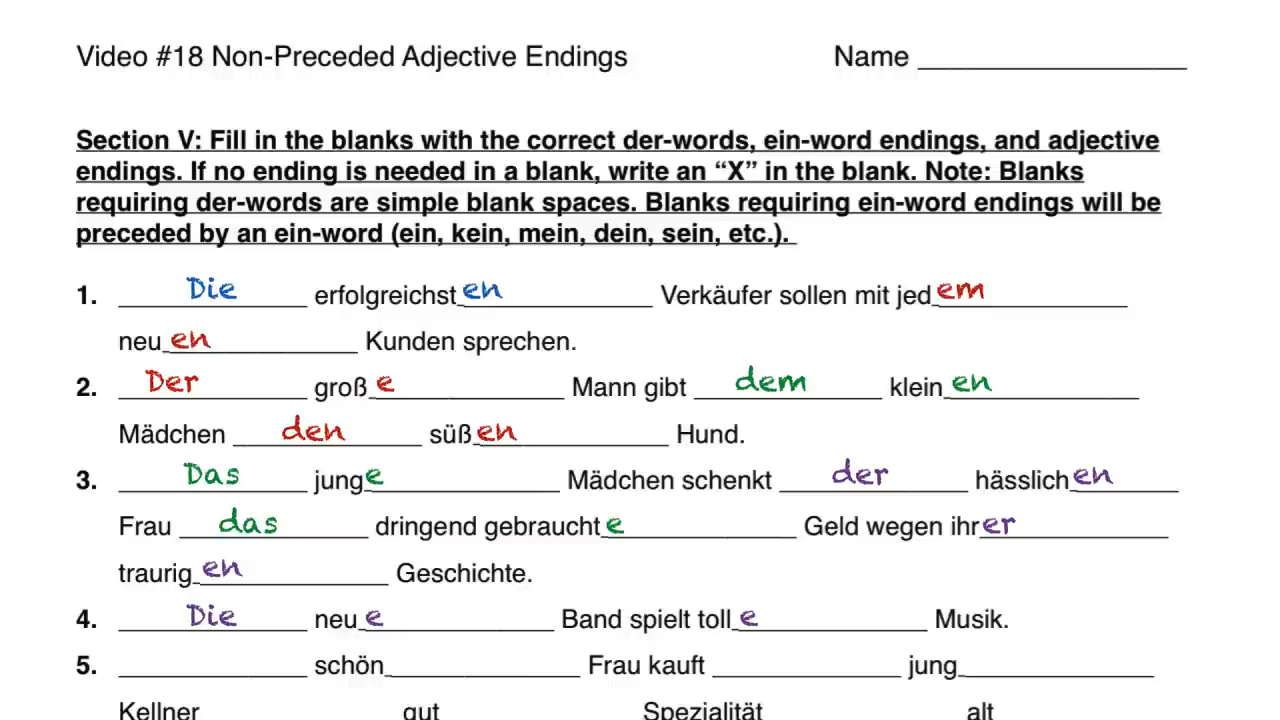 Video #18 Non-Preceded Adjective Endings Name ___________________
Section V: Fill in the blanks with the correct der-words, ein-word endings, and adjective
endings. If no ending is needed in a blank, write an “X” in the blank. Note: Blanks
requiring der-words are simple blank spaces. Blanks requiring ein-word endings will be
preceded by an ein-word (ein, kein, mein, dein, sein, etc.).
1. Die erfolgreichsten Verkäufer sollen mit jedem
neuen Kunden sprechen.
2. Der große Mann gibt dem kleinen
Mädchen den süßen Hund.
3. Das junge Mädchen schenkt der hässlichen
Frau das dringend gebrauchte Geld wegen ihrer
traurigen Geschichte.
4. Die neue Band spielt tolle Musik.
5. ______________ schön______________ Frau kauft ______________ jung______________
Kellner ______________ gut______________ Spezialität ______________ alt